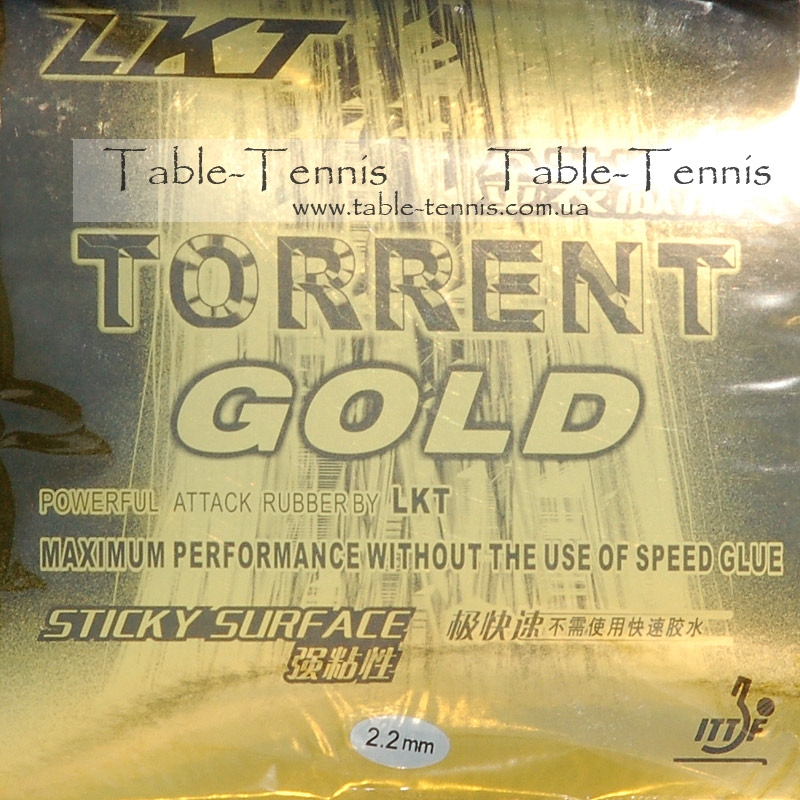 LKT
Table-Tennis Table-Tennis
www.table-tennis.com.ua
TORRENT
GOLD
POWERFUL ATTACK RUBBER BY LKT
MAXIMUM PERFORMANCE WITHOUT THE USE OF SPEED GLUE
STICKY SURFACE 极快速 不需使用快速胶水
强粘性
2.2mm
ITTF